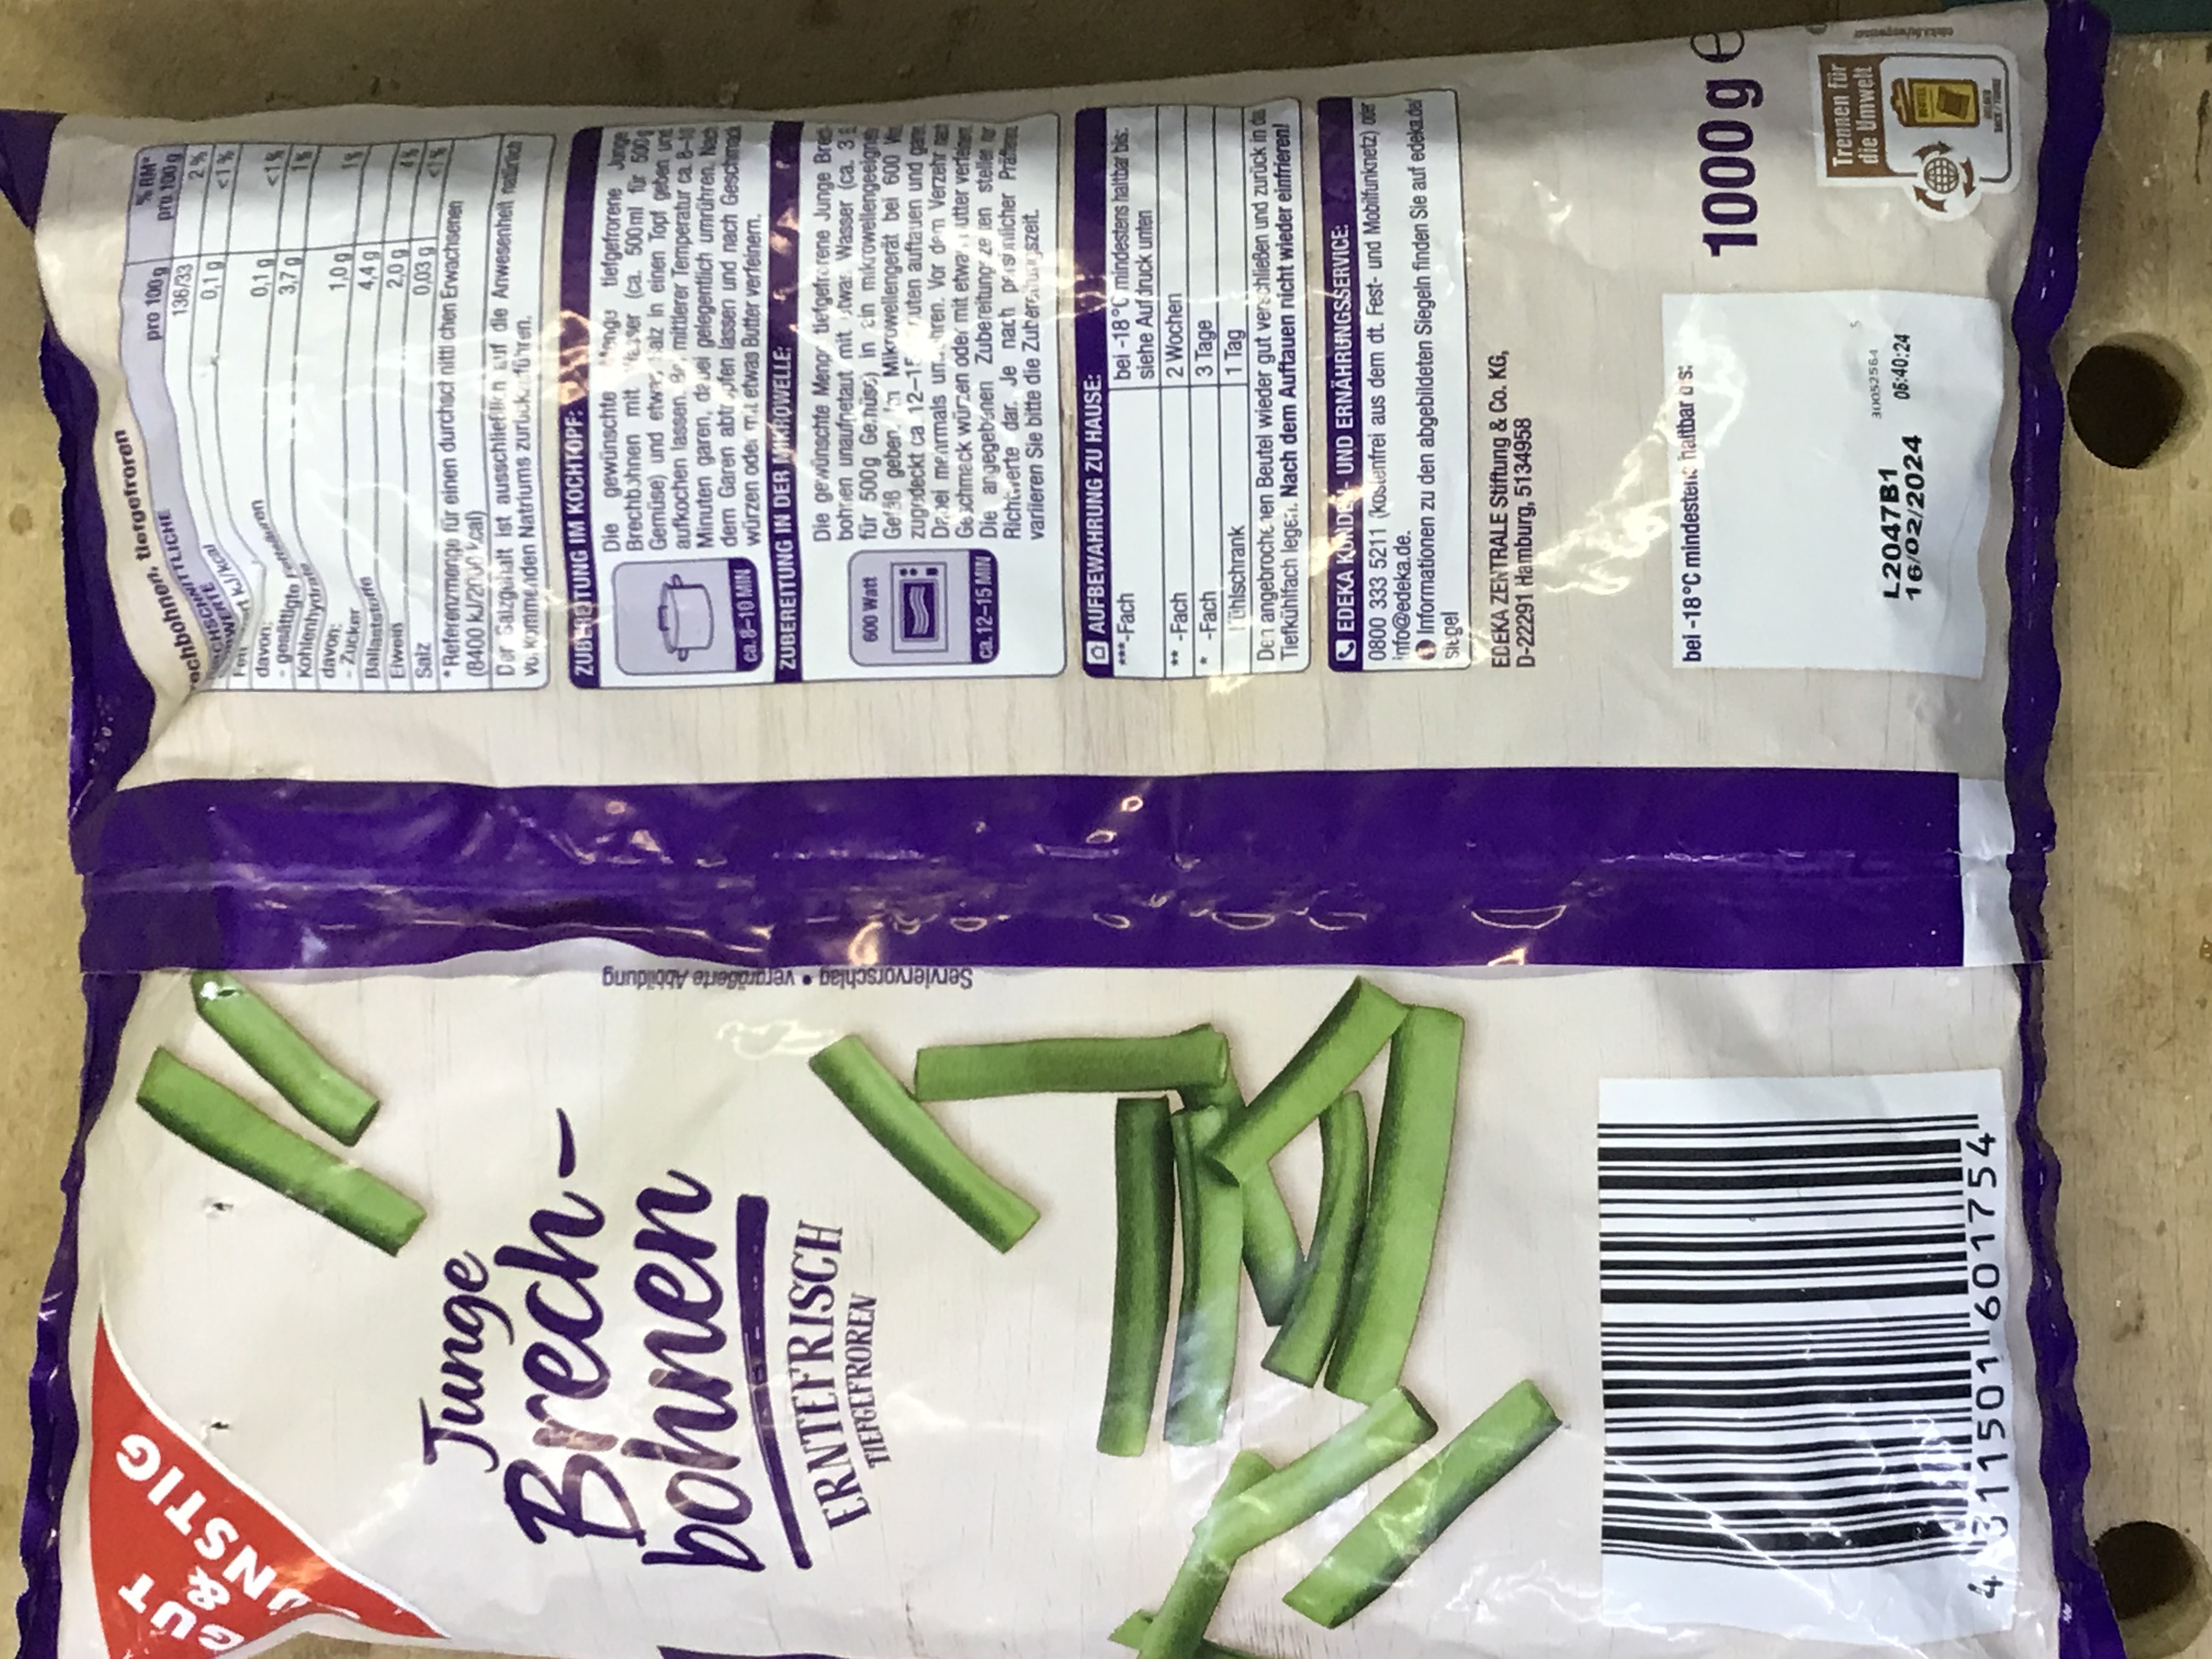 GUT
&
GÜNSTIG
Junge
Brech-
bohnen
ERNTEFRISCH
TIEFGEFROREN
Serviervorschlag • vergrößerte Abbildung
4 311501 601754
tiefgefroren
pro 100 g
% RM*
pro 100 g
kJ/kcal
136/33
2 %
0,1 g
<1 %
davon:
- gesättigte Fettsäuren
0,1 g
<1 %
Kohlenhydrate
3,7 g
1 %
davon:
- Zucker
1,0 g
1 %
Ballaststoffe
4,4 g
Eiweiß
2,0 g
4 %
Salz
0,03 g
<1 %
* Referenzmenge für einen durchschnittlichen Erwachsenen
(8400 kJ/2000 kcal)
Der Salzgehalt ist ausschließlich auf die Anwesenheit natürlich
vorkommenden Natriums zurückzuführen.
ZUBEREITUNG IM KOCHTOPF:
Die gewünschte Menge tiefgefrorene Junge
Brechbohnen mit Wasser (ca. 500 ml für 500 g
Gemüse) und etwas Salz in einen Topf geben und
aufkochen lassen. Bei mittlerer Temperatur ca. 8–10
Minuten garen, dabei gelegentlich umrühren. Nach
dem Garen abtropfen lassen und nach Geschmack
würzen oder mit etwas Butter verfeinern.
ca. 8–10 MIN
ZUBEREITUNG IN DER MIKROWELLE:
Die gewünschte Menge tiefgefrorene Junge Brech-
bohnen unaufgetaut mit etwas Wasser (ca. 3
für 500g Gemüse) in ein mikrowellengeeignetes
Gefäß geben. Im Mikrowellengerät bei 600
zugedeckt ca. 12–15 Minuten auftauen und garen.
Dabei mehrmals umrühren. Vor dem Verzehr nach
Geschmack würzen oder mit etwas Butter verfeinern.
Die angegebenen Zubereitungszeiten stellen nur
Richtwerte dar. Je nach persönlicher Präferenz
variieren Sie bitte die Zubereitungszeit.
600 Watt
ca. 12–15 MIN
AUFBEWAHRUNG ZU HAUSE:
***-Fach
bei -18 °C mindestens haltbar bis:
siehe Aufdruck unten
** -Fach
2 Wochen
* -Fach
3 Tage
Kühlschrank
1 Tag
Den angebrochenen Beutel wieder gut verschließen und zurück in das
Tiefkühlfach legen. Nach dem Auftauen nicht wieder einfrieren!
EDEKA KUNDEN- UND ERNÄHRUNGSSERVICE:
0800 333 5211 (kostenfrei aus dem dt. Fest- und Mobilfunknetz) oder
info@edeka.de.
Informationen zu den abgebildeten Siegeln finden Sie auf edeka.de/
siegel
EDEKA ZENTRALE Stiftung & Co. KG,
D-22291 Hamburg, 5134958
bei -18°C mindestens haltbar bis:
1000 g e
L2047B1
30052564
16/02/2024
06:40:24
Trennen für
die Umwelt
BEUTEL